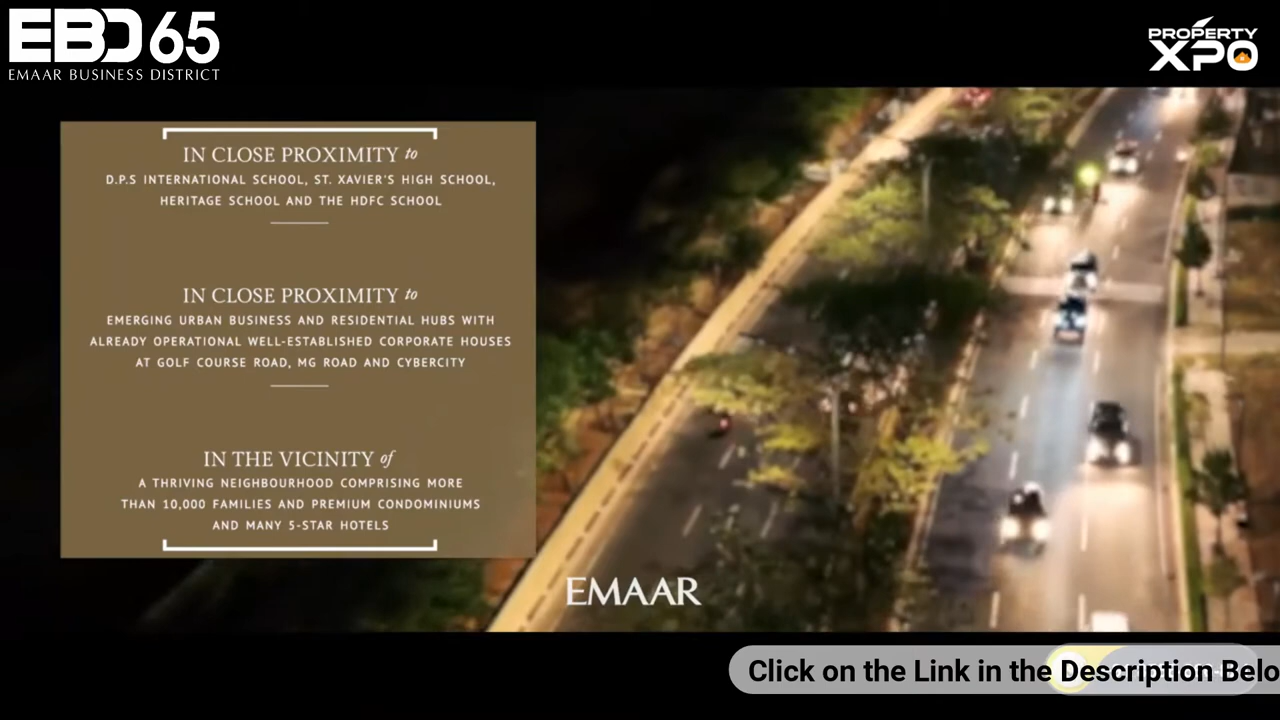 EBD 65
EMAAR BUSINESS DISTRICT
PROPERTY
XPO
IN CLOSE PROXIMITY to
D.P.S INTERNATIONAL SCHOOL, ST. XAVIER'S HIGH SCHOOL,
HERITAGE SCHOOL AND THE HDFC SCHOOL
IN CLOSE PROXIMITY to
EMERGING URBAN BUSINESS AND RESIDENTIAL HUBS WITH
ALREADY OPERATIONAL WELL-ESTABLISHED CORPORATE HOUSES
AT GOLF COURSE ROAD, MG ROAD AND CYBERCITY
IN THE VICINITY of
A THRIVING NEIGHBOURHOOD COMPRISING MORE
THAN 10,000 FAMILIES AND PREMIUM CONDOMINIUMS
AND MANY 5-STAR HOTELS
EMAAR
Click on the Link in the Description Belo